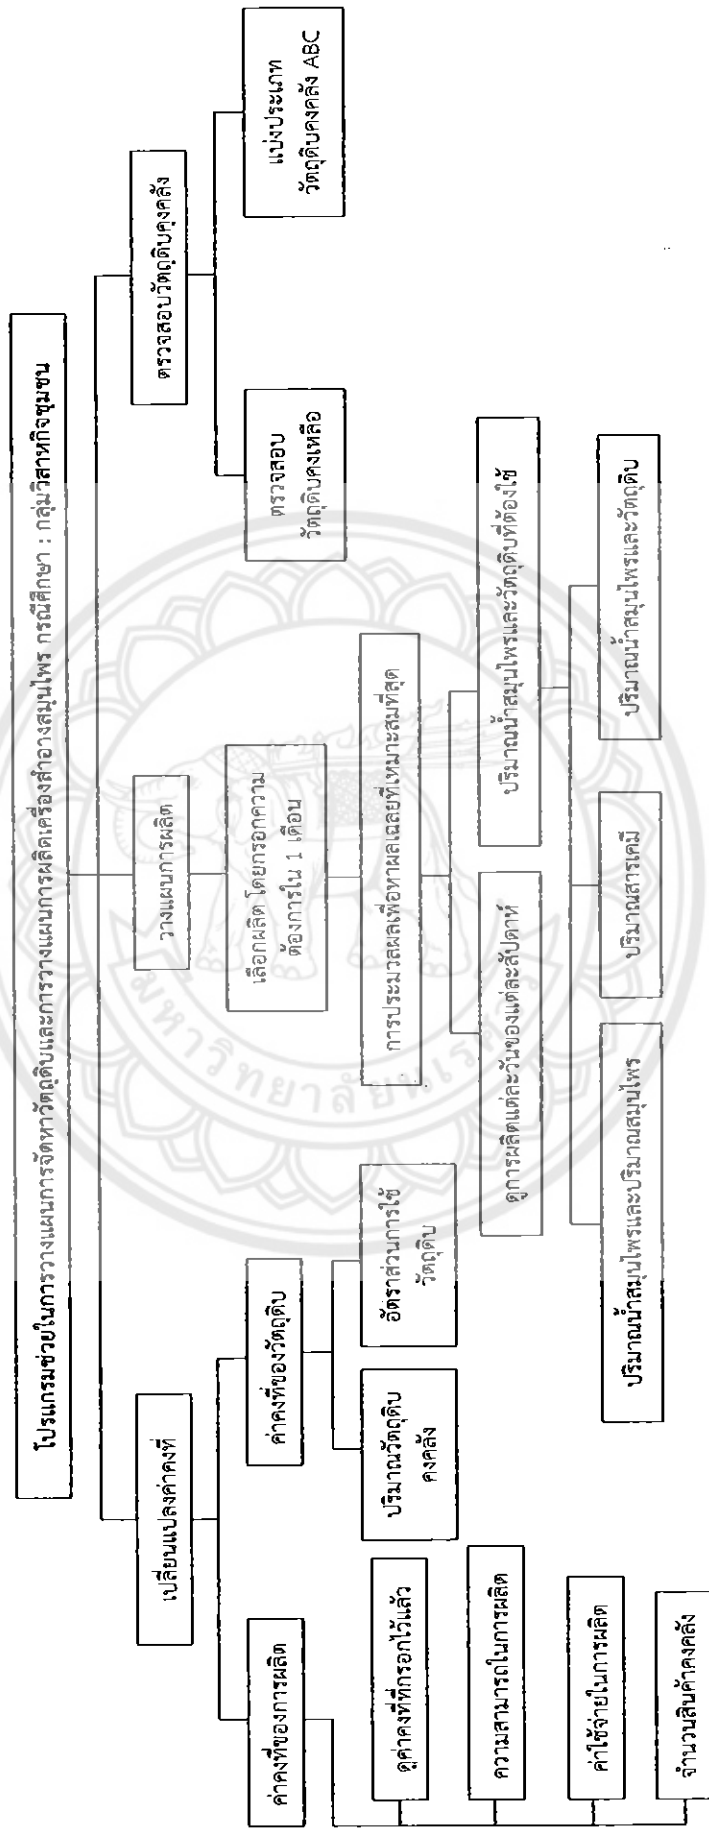 โปรแกรมช่วยในการวางแผนการจัดหาวัตถุดิบและการวางแผนการผลิตเครื่องสำอางสมุนไพร กรณีศึกษา : กลุ่มวิสาหกิจชุมชน
เปลี่ยนแปลงค่าคงที่
วางแผนการผลิต
ตรวจสอบวัตถุดิบคงคลัง
ค่าคงที่ของการผลิต
ค่าคงที่ของวัตถุดิบ
เลือกผลิต โดยกรอกความ
ต้องการใน 1 เดือน
ตรวจสอบ
วัตถุดิบคงเหลือ
แบ่งประเภท
วัตถุดิบคงคลัง ABC
ดูค่าคงที่ที่กรอกไว้แล้ว
ความสามารถในการผลิต
ค่าใช้จ่ายในการผลิต
จำนวนสินค้าคงคลัง
ปริมาณวัตถุดิบ
คงคลัง
อัตราส่วนการใช้
วัตถุดิบ
การประมวลผลเพื่อหาผลเฉลยที่เหมาะสมที่สุด
ดูการผลิตแต่ละวันของแต่ละสัปดาห์
ปริมาณน้ำสมุนไพรและวัตถุดิบที่ต้องใช้
ปริมาณน้ำสมุนไพรและปริมาณสมุนไพร
ปริมาณสารเคมี
ปริมาณน้ำสมุนไพรและวัตถุดิบ
มหาวิทยาลัยนเรศวร